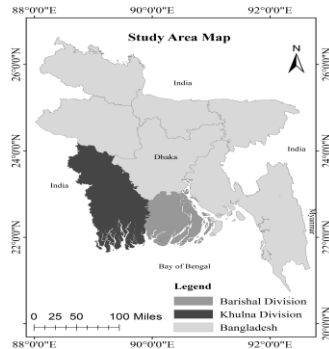 88°0'0"E 90°0'0"E 92°0'0"E
Study Area Map
N
26°0'0"N
26°0'0"N
India
24°0'0"N
24°0'0"N
India
Dhaka
India
Myanmar
22°0'0"N
22°0'0"N
Bay of Bengal
Legend
Barishal Division
Khulna Division
Bangladesh
0 25 50 100 Miles
20°0'0"N
88°0'0"E 90°0'0"E 92°0'0"E